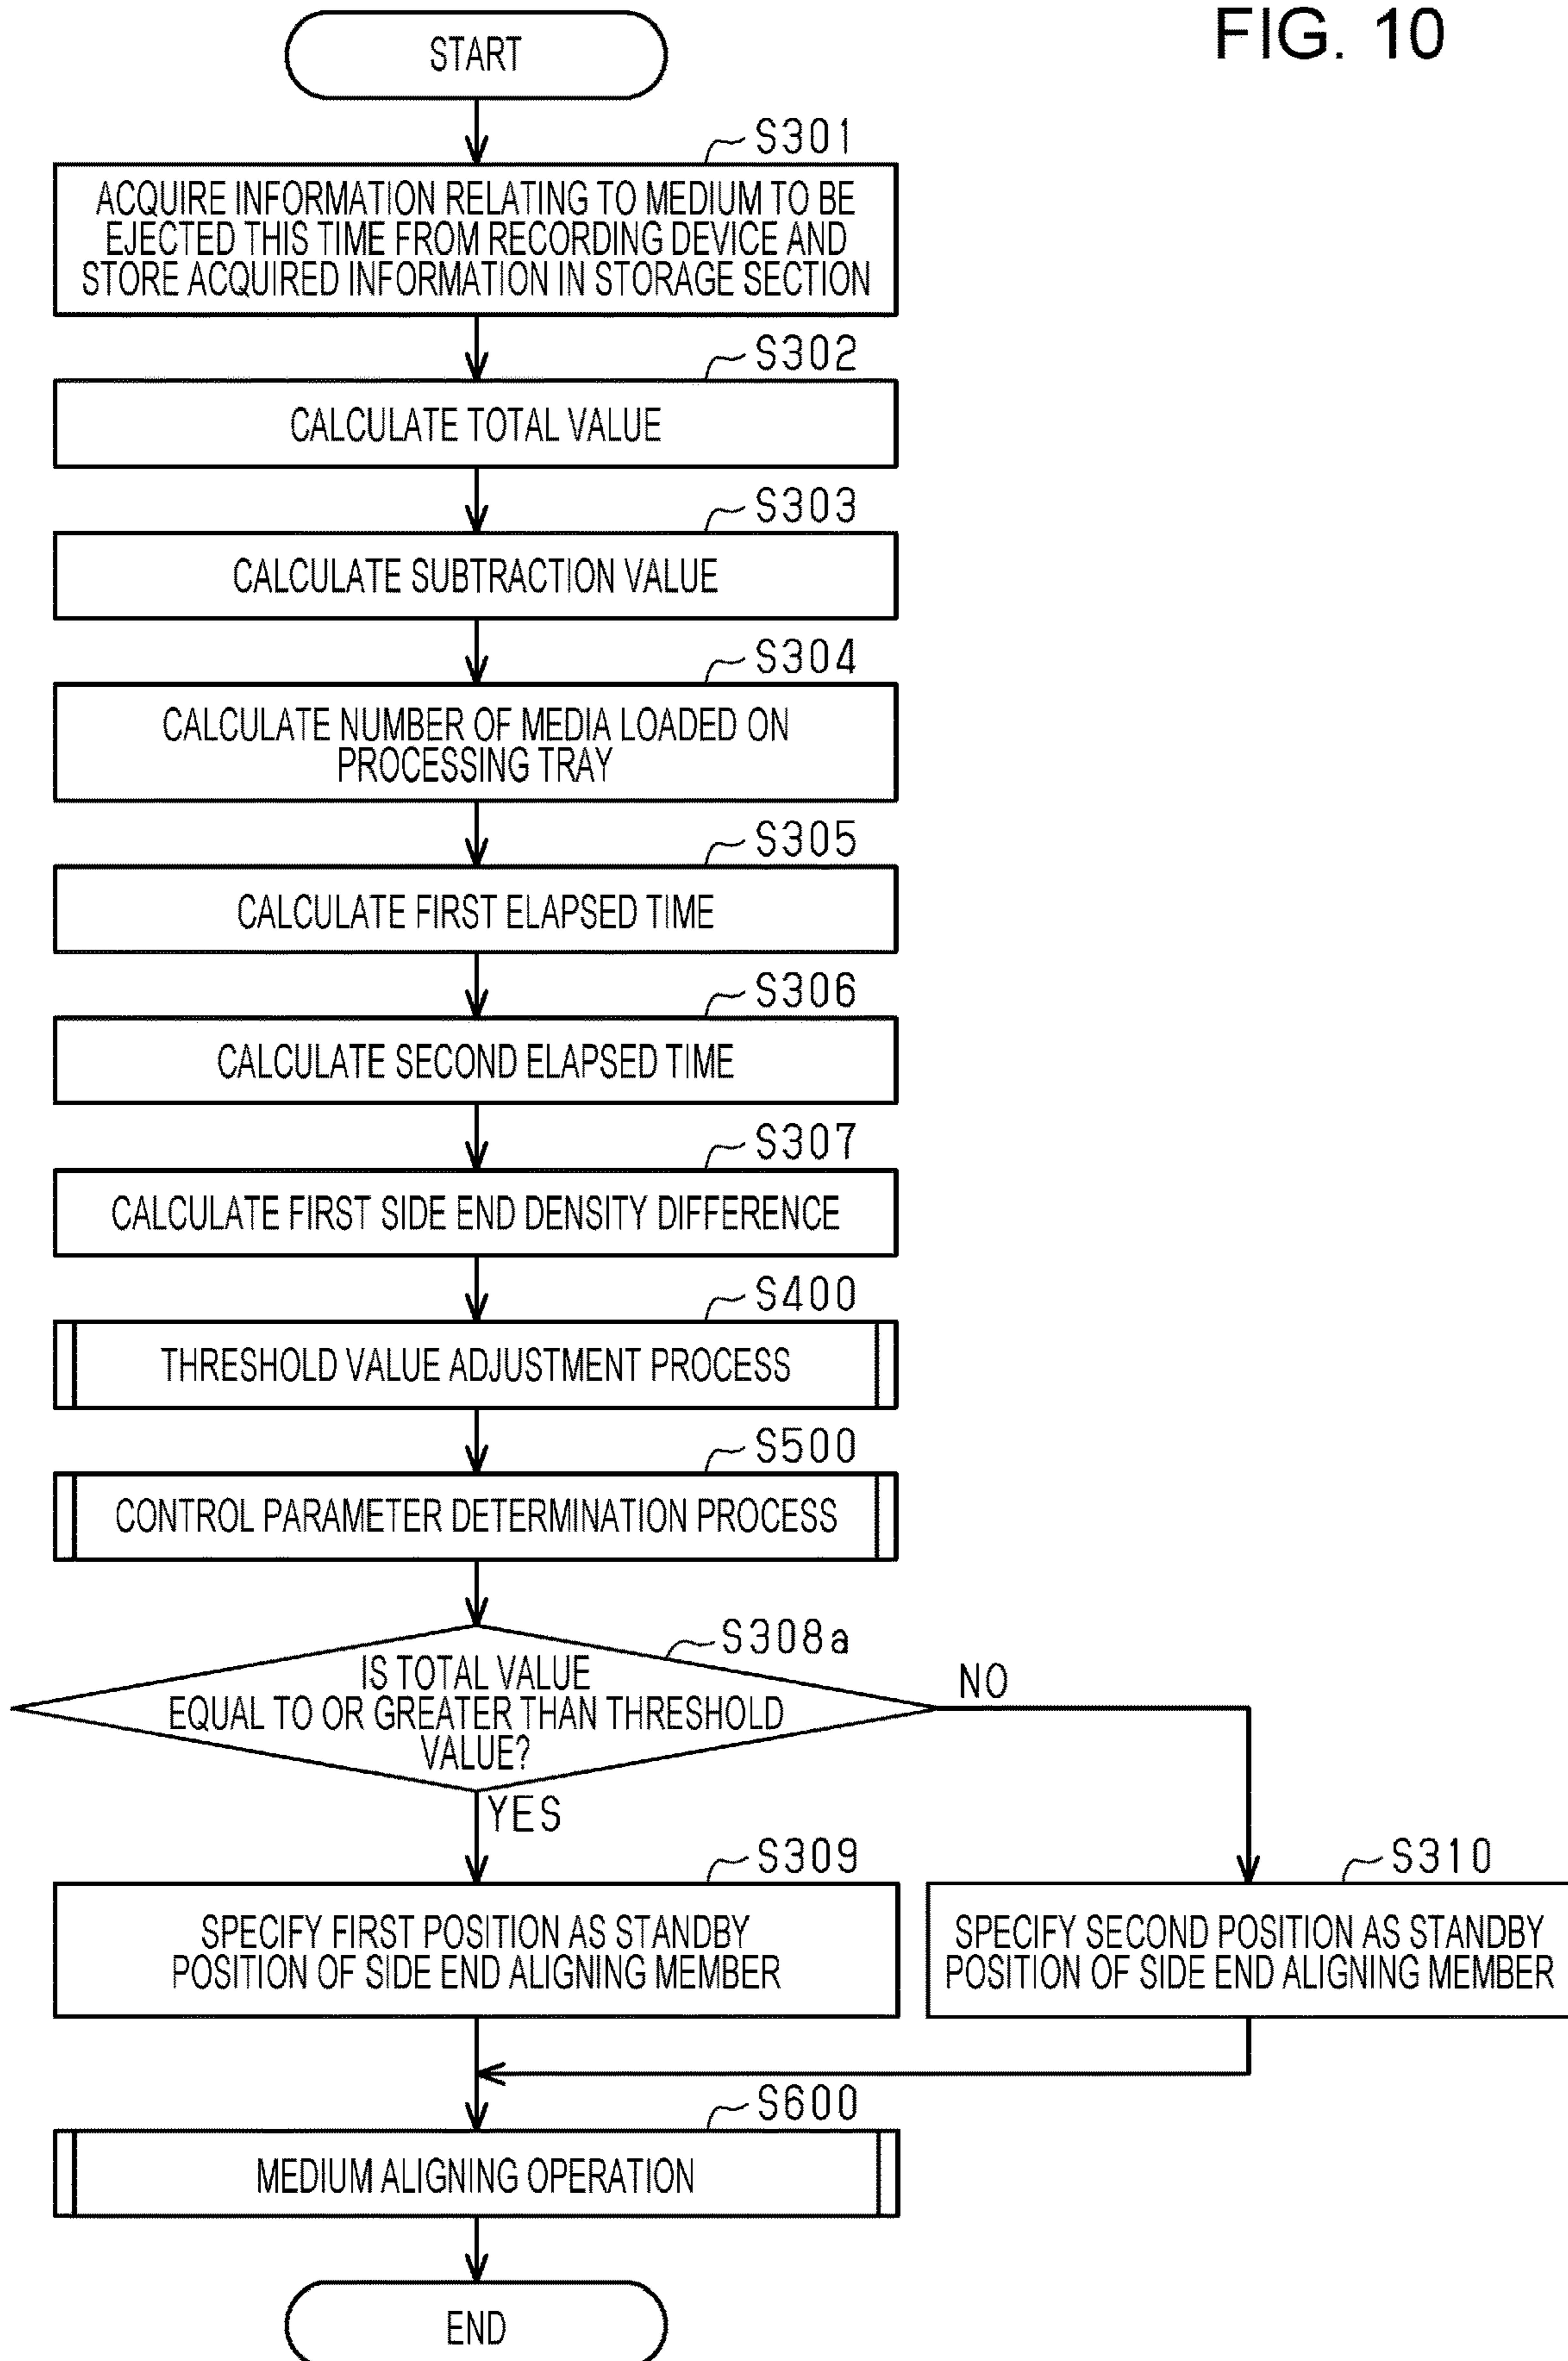 FIG. 10
START
S301
ACQUIRE INFORMATION RELATING TO MEDIUM TO BE
EJECTED THIS TIME FROM RECORDING DEVICE AND
STORE ACQUIRED INFORMATION IN STORAGE SECTION
S302
CALCULATE TOTAL VALUE
S303
CALCULATE SUBTRACTION VALUE
S304
CALCULATE NUMBER OF MEDIA LOADED ON
PROCESSING TRAY
S305
CALCULATE FIRST ELAPSED TIME
S306
CALCULATE SECOND ELAPSED TIME
S307
CALCULATE FIRST SIDE END DENSITY DIFFERENCE
S400
THRESHOLD VALUE ADJUSTMENT PROCESS
S500
CONTROL PARAMETER DETERMINATION PROCESS
S308a
IS TOTAL VALUE
EQUAL TO OR GREATER THAN THRESHOLD
VALUE?
NO
YES
S309
SPECIFY FIRST POSITION AS STANDBY
POSITION OF SIDE END ALIGNING MEMBER
S310
SPECIFY SECOND POSITION AS STANDBY
POSITION OF SIDE END ALIGNING MEMBER
S600
MEDIUM ALIGNING OPERATION
END